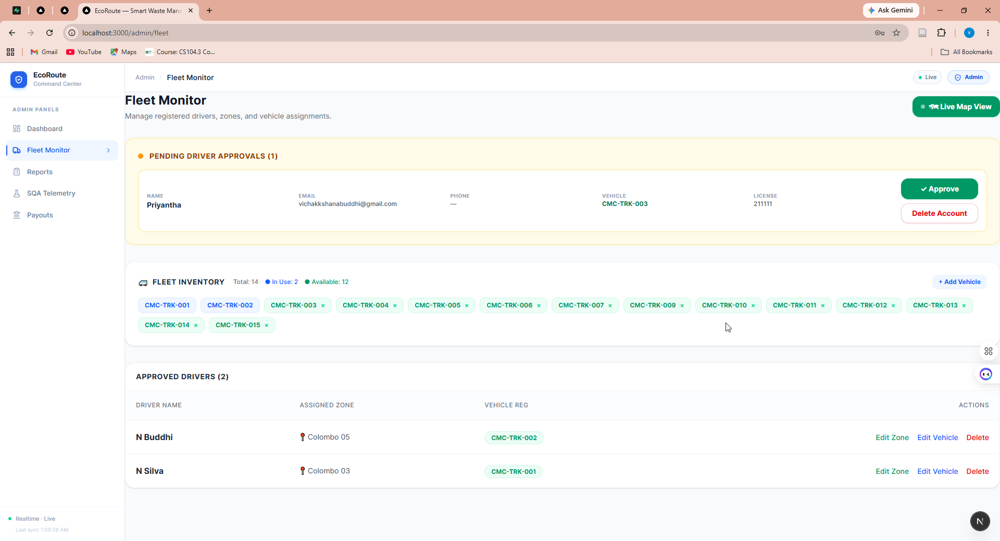 EcoRoute — Smart Waste Mana
Ask Gemini
localhost:3000/admin/fleet
V
Gmail
YouTube
Maps
Course: CS104.3 Co...
All Bookmarks
EcoRoute
Command Center
ADMIN PANELS
Dashboard
Fleet Monitor
Reports
SQA Telemetry
Payouts
Realtime · Live
Last sync 1:09:28 AM
Admin › Fleet Monitor
Live
Admin
Fleet Monitor
Manage registered drivers, zones, and vehicle assignments.
Live Map View
PENDING DRIVER APPROVALS (1)
NAME EMAIL PHONE VEHICLE LICENSE
Priyantha vichakkshanabuddhi@gmail.com — CMC-TRK-003 211111
✓ Approve
Delete Account
FLEET INVENTORY Total: 14 In Use: 2 Available: 12
+ Add Vehicle
CMC-TRK-001 CMC-TRK-002 CMC-TRK-003 × CMC-TRK-004 × CMC-TRK-005 × CMC-TRK-006 × CMC-TRK-007 × CMC-TRK-009 × CMC-TRK-010 × CMC-TRK-011 × CMC-TRK-012 × CMC-TRK-013 ×
CMC-TRK-014 × CMC-TRK-015 ×
APPROVED DRIVERS (2)
DRIVER NAME ASSIGNED ZONE VEHICLE REG ACTIONS
N Buddhi Colombo 05 CMC-TRK-002 Edit Zone Edit Vehicle Delete
N Silva Colombo 03 CMC-TRK-001 Edit Zone Edit Vehicle Delete
N